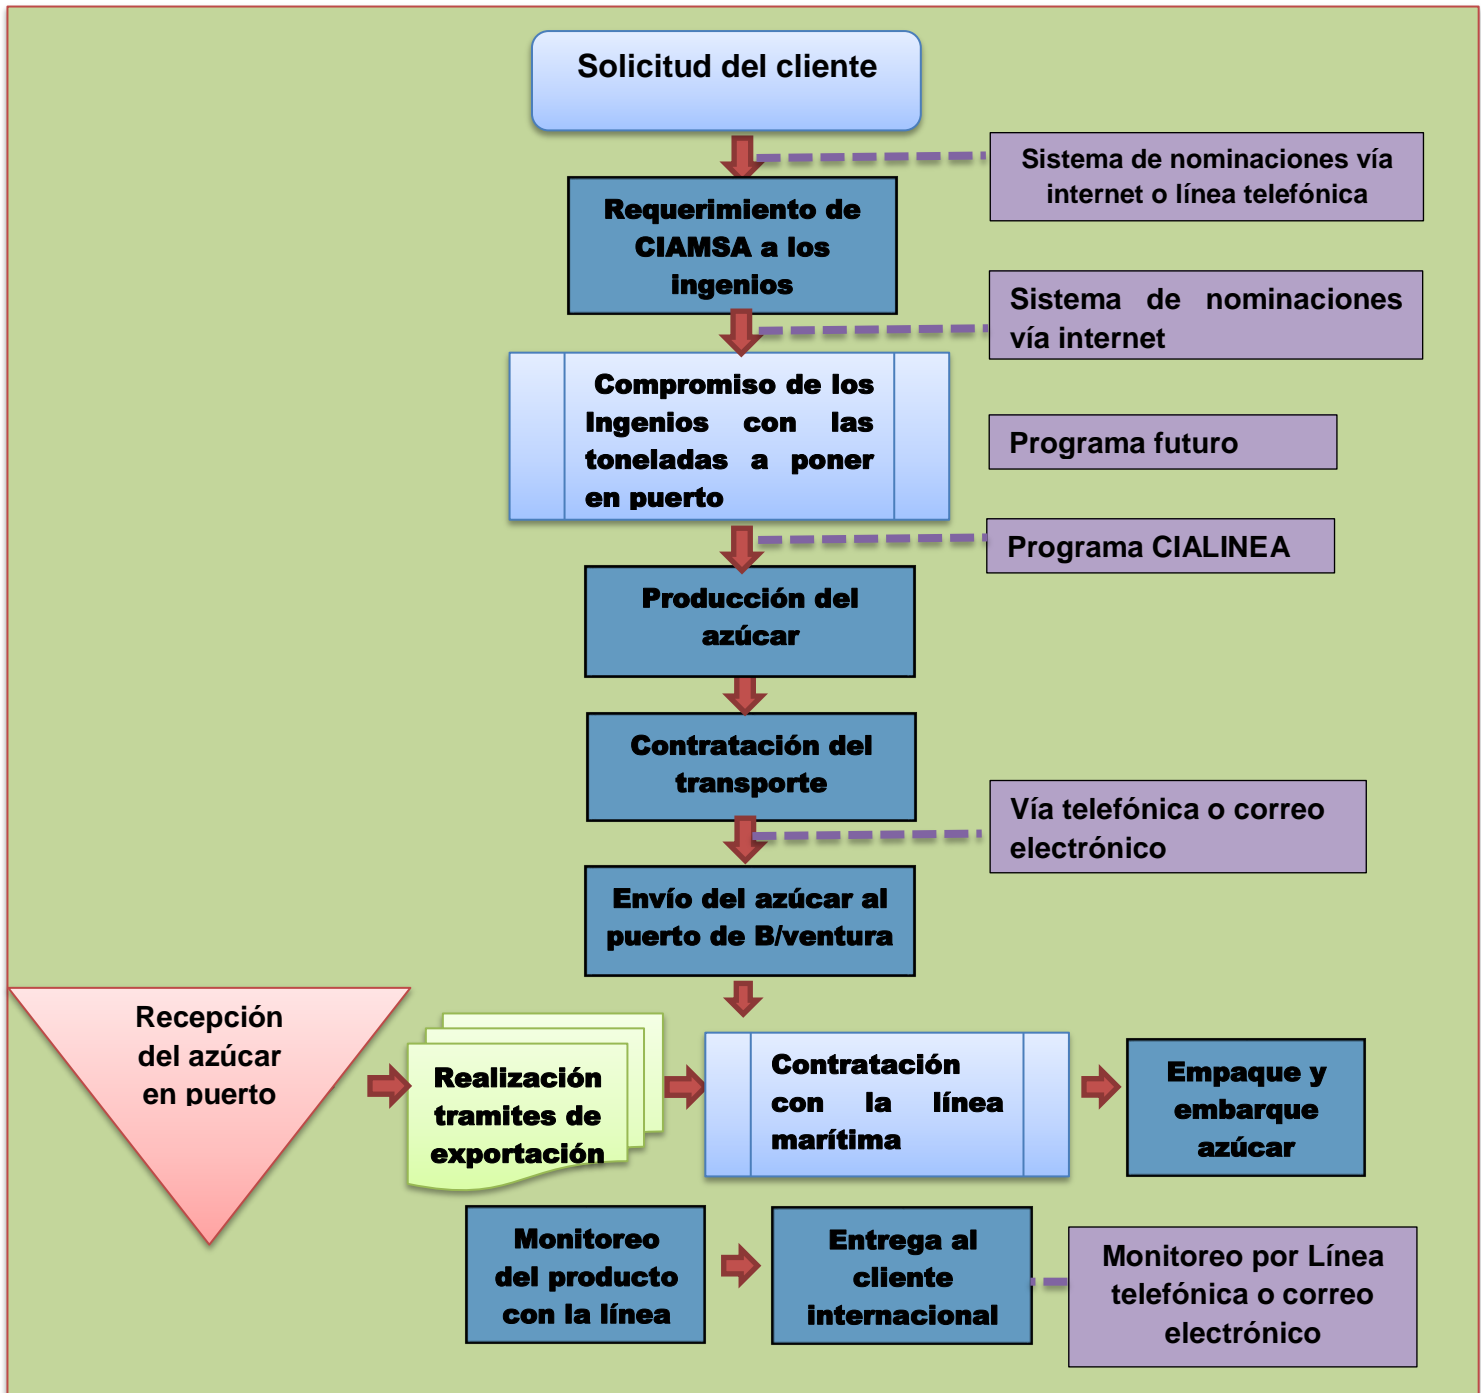 Solicitud del cliente
Sistema de nominaciones vía
internet o línea telefónica
Requerimiento de
CIAMSA a los
ingenios
Sistema de nominaciones
vía internet
Compromiso de los
Ingenios con las
toneladas a poner
en puerto
Programa futuro
Programa CIALINEA
Producción del
azúcar
Contratación del
transporte
Vía telefónica o correo
electrónico
Envío del azúcar al
puerto de B/ventura
Recepción
del azúcar
en puerto
Realización
tramites de
exportación
Contratación
con la línea
marítima
Empaque y
embarque
azúcar
Monitoreo
del producto
con la línea
Entrega al
cliente
internacional
Monitoreo por Línea
telefónica o correo
electrónico